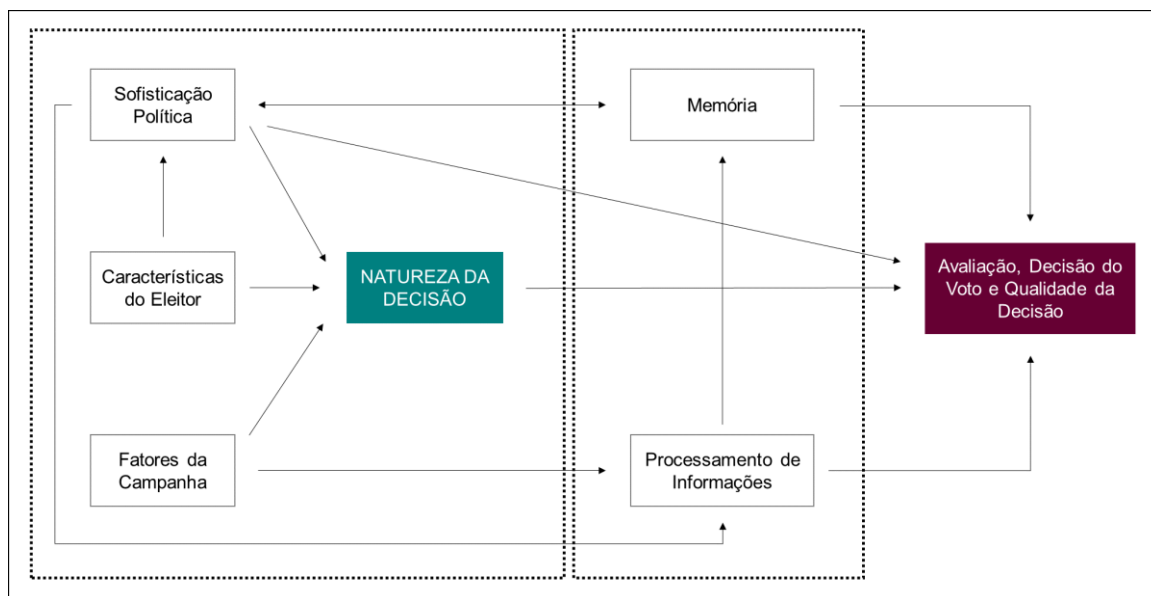 Sofisticação
Política
Memória
Características
do Eleitor
NATUREZA DA
DECISÃO
Avaliação, Decisão do
Voto e Qualidade da
Decisão
Fatores da
Campanha
Processamento de
Informações